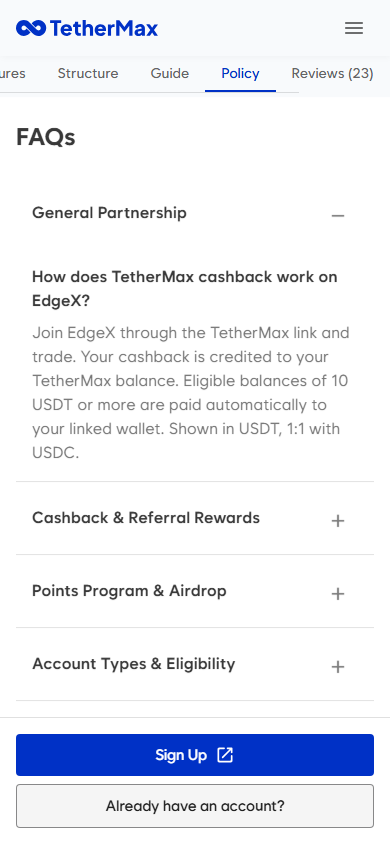 TetherMax
ures Structure Guide Policy Reviews (23)
FAQs
General Partnership
How does TetherMax cashback work on
EdgeX?
Join EdgeX through the TetherMax link and
trade. Your cashback is credited to your
TetherMax balance. Eligible balances of 10
USDT or more are paid automatically to
your linked wallet. Shown in USDT, 1:1 with
USDC.
Cashback & Referral Rewards
Points Program & Airdrop
Account Types & Eligibility
Sign Up
Already have an account?